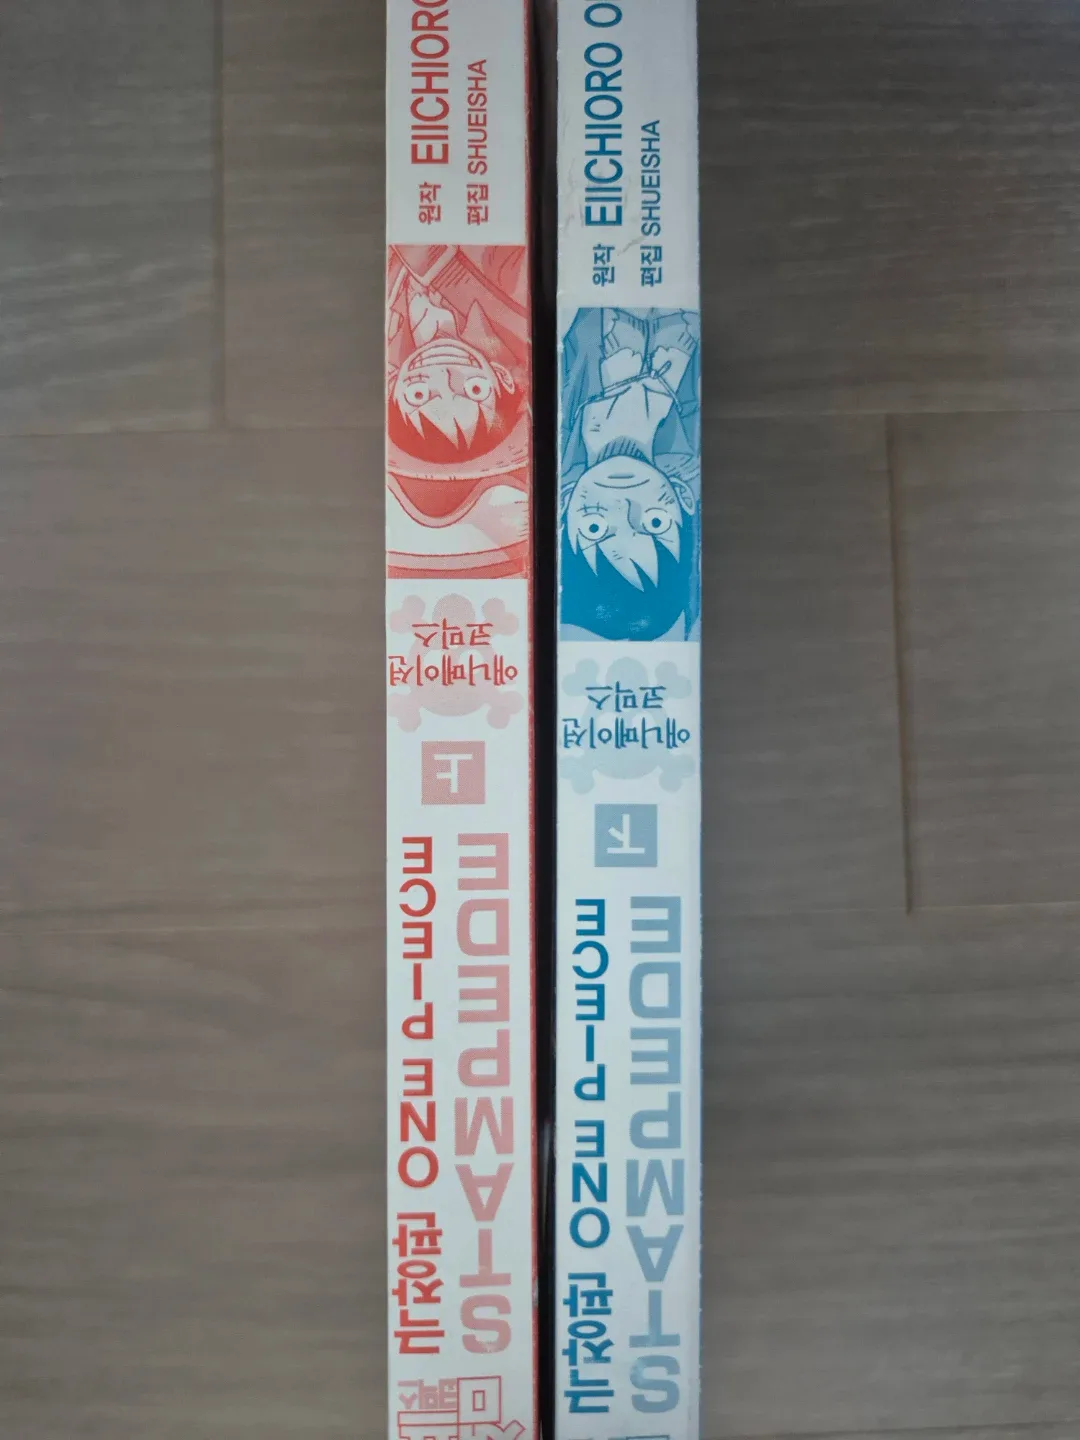 극장판 ONE PIECE
STAMPEDE
上
애니메이션
코믹스
원작 EIICHIORO
편집 SHUEISHA
극장판 ONE PIECE
STAMPEDE
下
애니메이션
코믹스
원작 EIICHIORO
편집 SHUEISHA